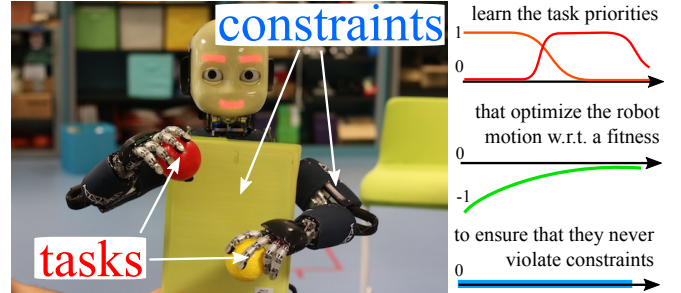 constraints
tasks
learn the task priorities
1
0
that optimize the robot
motion w.r.t. a fitness
0
-1
to ensure that they never
violate constraints
0